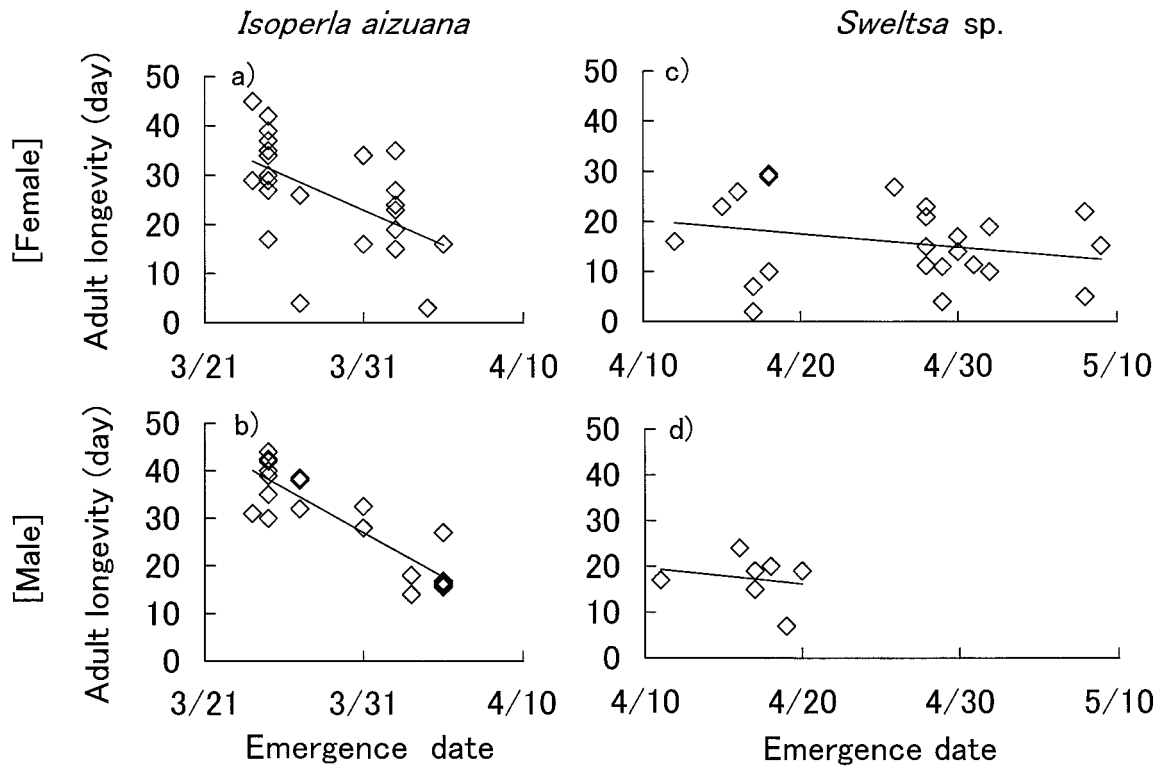 Isoperla aizuana
Sweltsa sp.
[Female]
Adult longevity (day)
a)
50
40
30
20
10
0
3/21 3/31 4/10
c)
50
40
30
20
10
0
4/10 4/20 4/30 5/10
[Male]
Adult longevity (day)
b)
50
40
30
20
10
0
3/21 3/31 4/10
Emergence date
d)
50
40
30
20
10
0
4/10 4/20 4/30 5/10
Emergence date